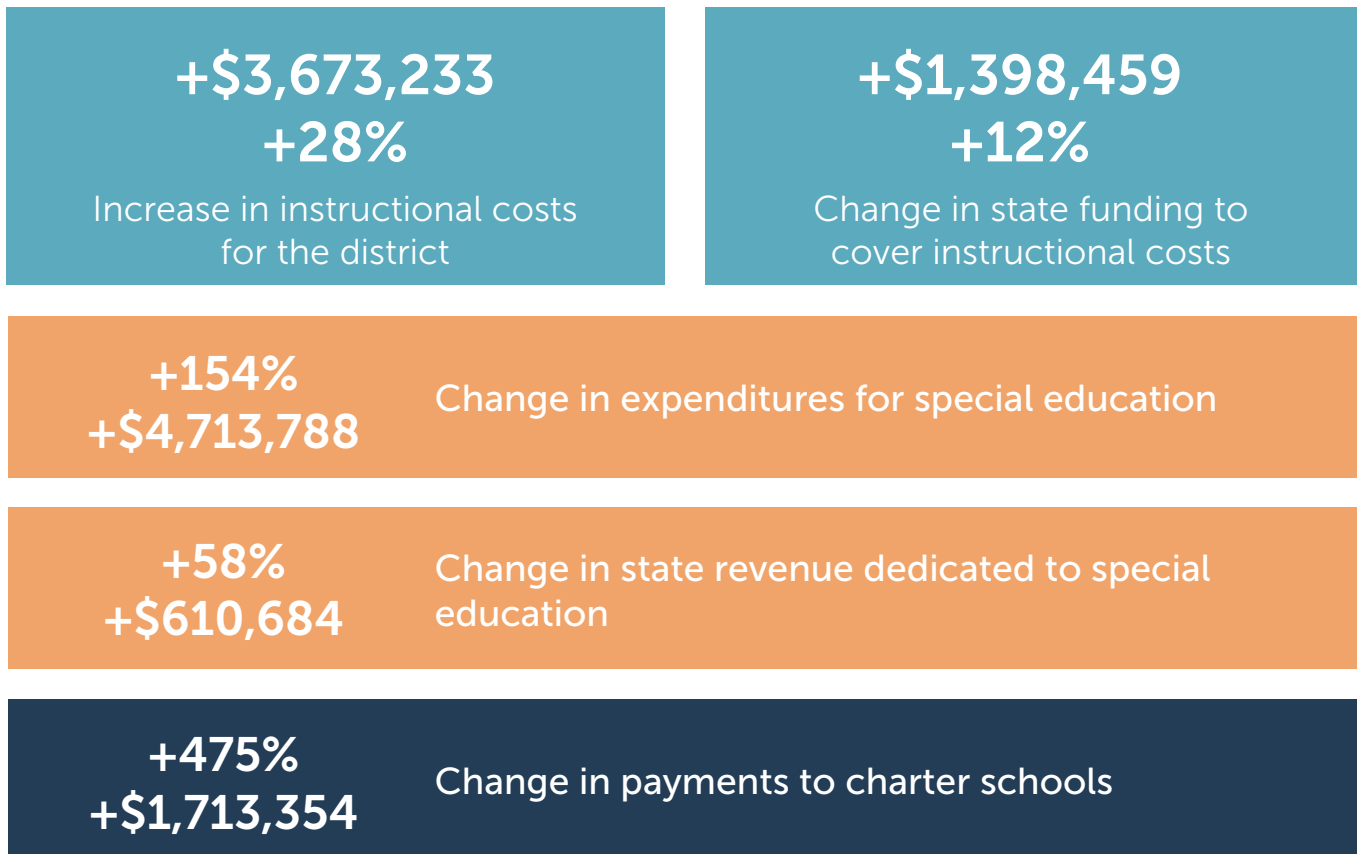 +$3,673,233
+28%
Increase in instructional costs
for the district
+$1,398,459
+12%
Change in state funding to
cover instructional costs
+154%
+$4,713,788
Change in expenditures for special education
+58%
+$610,684
Change in state revenue dedicated to special
education
+475%
+$1,713,354
Change in payments to charter schools